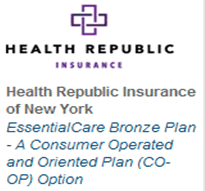 HEALTH REPUBLIC
INSURANCE
Health Republic Insurance
of New York
EssentialCare Bronze Plan
- A Consumer Operated
and Oriented Plan (CO-
OP) Option